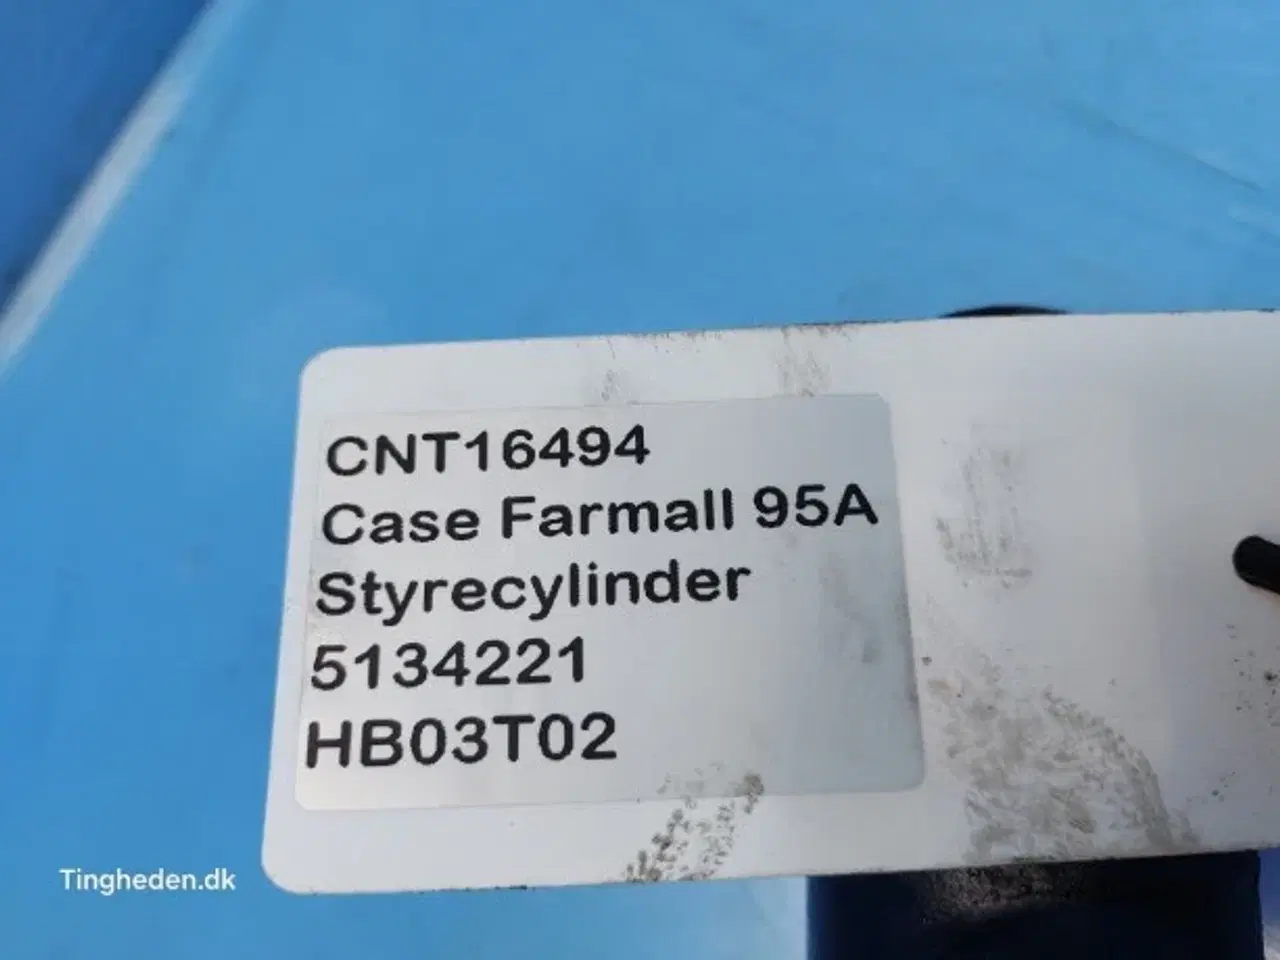 CNT16494
Case Farmall 95A
Styrecylinder
5134221
HB03T02
Tingheden.dk